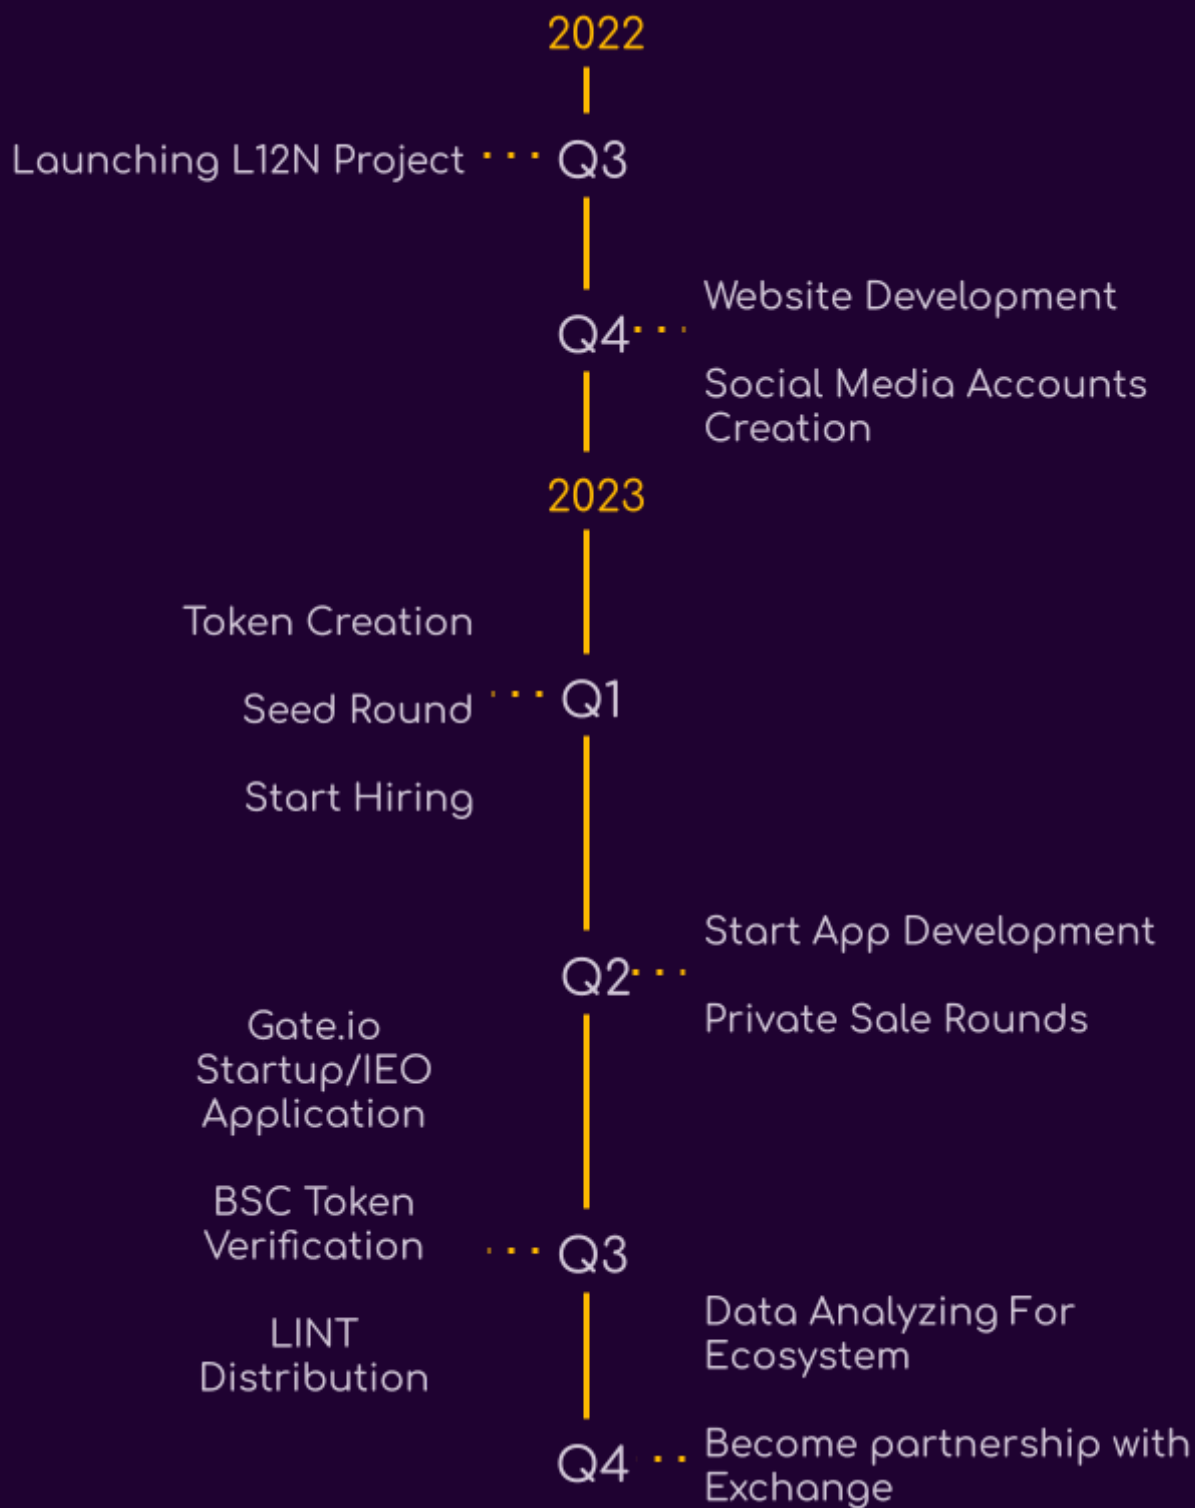 2022
Launching L12N Project
Q3
Q4
Website Development
Social Media Accounts
Creation
2023
Token Creation
Seed Round
Start Hiring
Q1
Q2
Start App Development
Private Sale Rounds
Gate.io
Startup/IEO
Application
BSC Token
Verification
LINT
Distribution
Q3
Q4
Data Analyzing For
Ecosystem
Become partnership with
Exchange